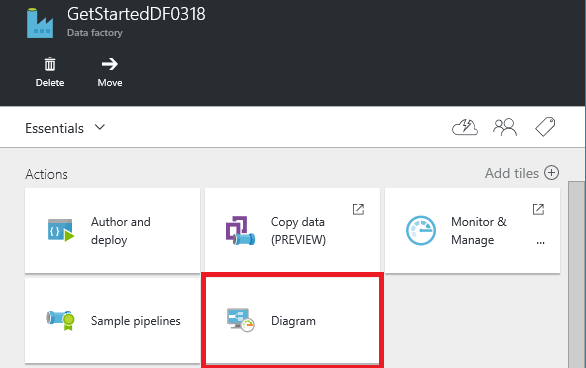 GetStartedDF0318
Data factory
Delete
Move
Essentials
Actions
Add tiles
Author and
deploy
Copy data
(PREVIEW)
Monitor &
Manage
...
Sample pipelines
Diagram